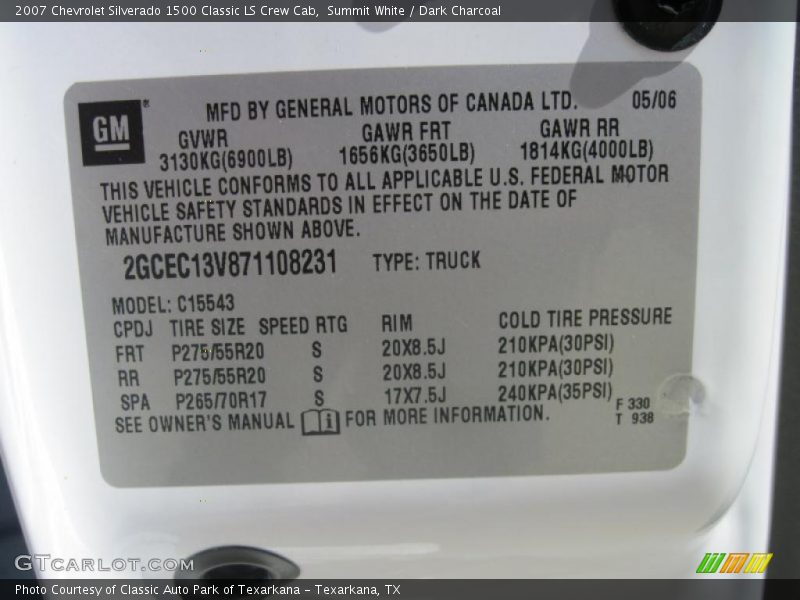 2007 Chevrolet Silverado 1500 Classic LS Crew Cab,  Summit White / Dark Charcoal
GM® MFD BY GENERAL MOTORS OF CANADA LTD. 05/06
GVWR GAWR FRT GAWR RR
3130KG(6900LB) 1656KG(3650LB) 1814KG(4000LB)
THIS VEHICLE CONFORMS TO ALL APPLICABLE U.S. FEDERAL MOTOR
VEHICLE SAFETY STANDARDS IN EFFECT ON THE DATE OF
MANUFACTURE SHOWN ABOVE.
2GCEC13V871108231 TYPE: TRUCK
MODEL: C15543
CPDJ TIRE SIZE SPEED RTG RIM COLD TIRE PRESSURE
FRT P275/55R20 S 20X8.5J 210KPA(30PSI)
RR P275/55R20 S 20X8.5J 210KPA(30PSI)
SPA P265/70R17 S 17X7.5J 240KPA(35PSI)
SEE OWNER'S MANUAL i FOR MORE INFORMATION.
F 330
T 938
GTCARLOT.COM
Photo Courtesy of Classic Auto Park of Texarkana - Texarkana, TX